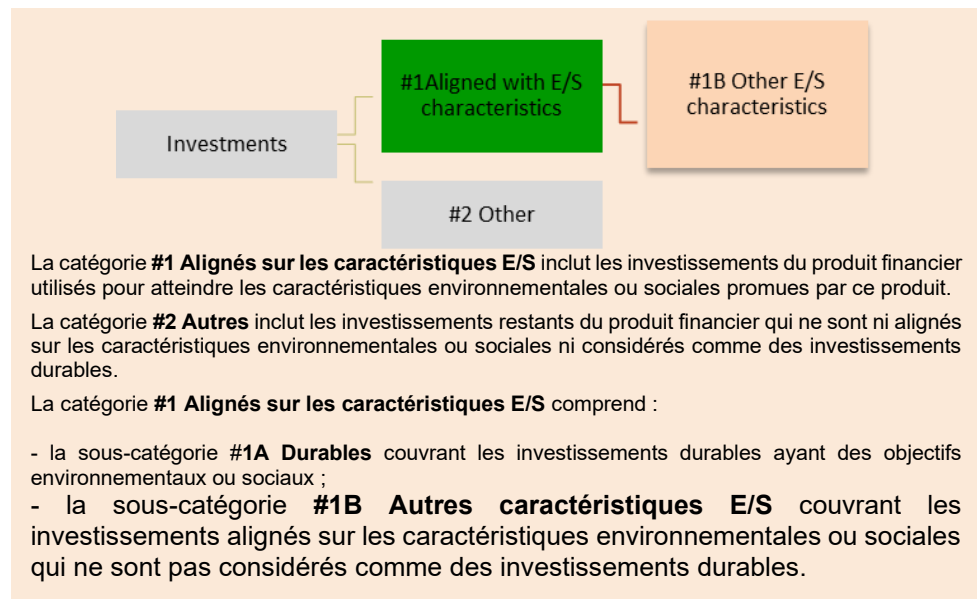 #1Aligned with E/S
characteristics
#1B Other E/S
characteristics
Investments
#2 Other
La catégorie #1 Alignés sur les caractéristiques E/S inclut les investissements du produit financier
utilisés pour atteindre les caractéristiques environnementales ou sociales promues par ce produit.
La catégorie #2 Autres inclut les investissements restants du produit financier qui ne sont ni alignés
sur les caractéristiques environnementales ou sociales ni considérés comme des investissements
durables.
La catégorie #1 Alignés sur les caractéristiques E/S comprend :
- la sous-catégorie #1A Durables couvrant les investissements durables ayant des objectifs
environnementaux ou sociaux ;
- la sous-catégorie #1B Autres caractéristiques E/S couvrant les
investissements alignés sur les caractéristiques environnementales ou sociales
qui ne sont pas considérés comme des investissements durables.